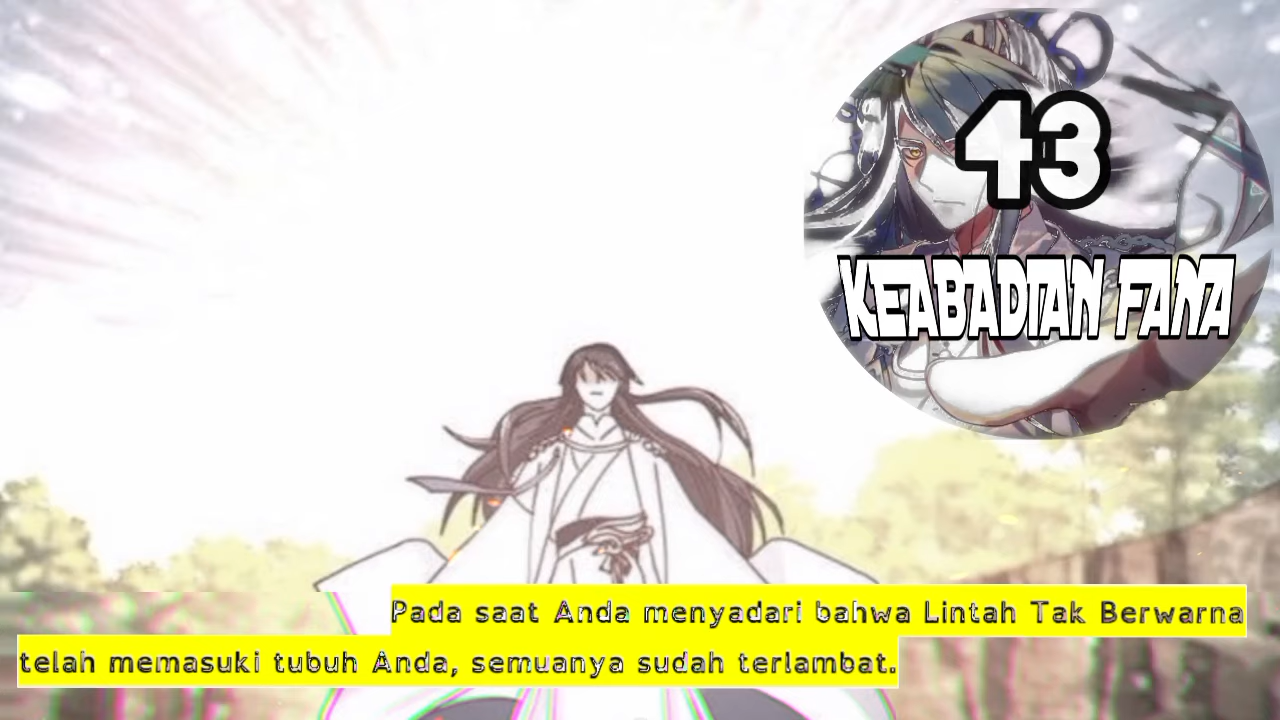 43
KEABADIAN FANA
Pada saat Anda menyadari bahwa Lintah Tak Berwarna
telah memasuki tubuh Anda, semuanya sudah terlambat.